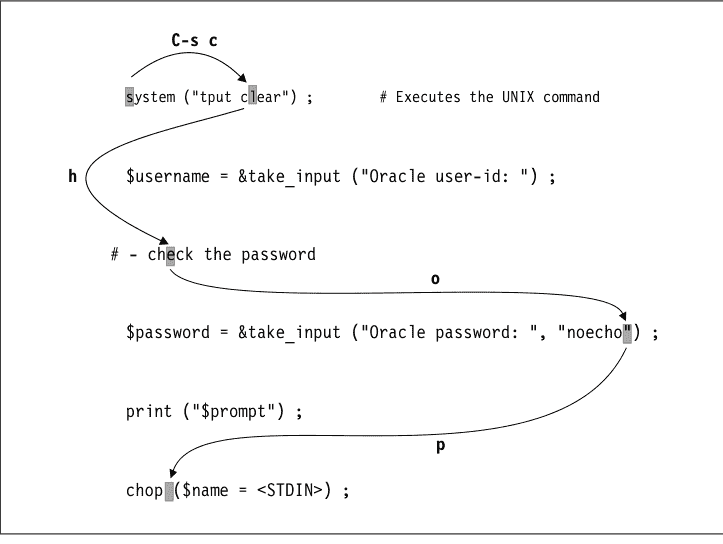 C-s c
system ("tput clear") ; # Executes the UNIX command
h
$username = &take_input ("Oracle user-id: ") ;
# - check the password
o
$password = &take_input ("Oracle password: ", "noecho") ;
print ("$prompt") ;
p
chop ($name = <STDIN>) ;